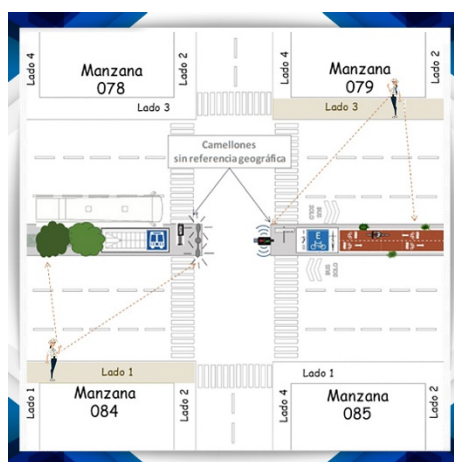 Lado 4
Manzana
078
Lado 2
Lado 3
Lado 4
Manzana
079
Lado 2
Lado 3
Camellones
sin referencia geográfica
BUS
SOLO
E
SOLO
BUS
Lado 1
Lado 1
Manzana
084
Lado 2
Lado 1
Lado 4
Manzana
085
Lado 2